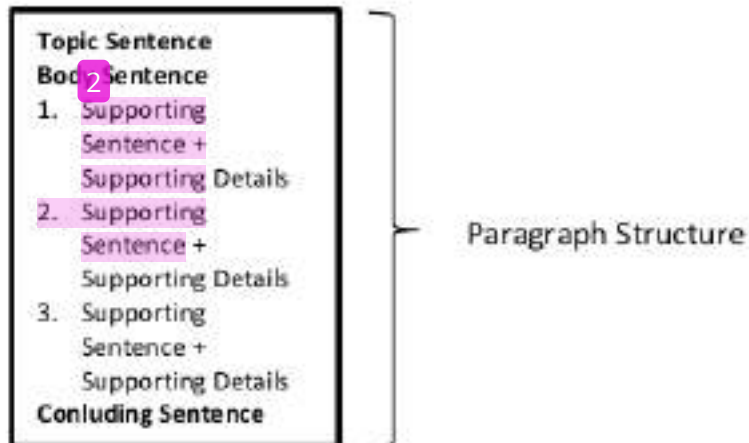 Topic Sentence
Body Sentence
2
1. Supporting
Sentence +
Supporting Details
2. Supporting
Sentence +
Supporting Details
3. Supporting
Sentence +
Supporting Details
Conluding Sentence
Paragraph Structure